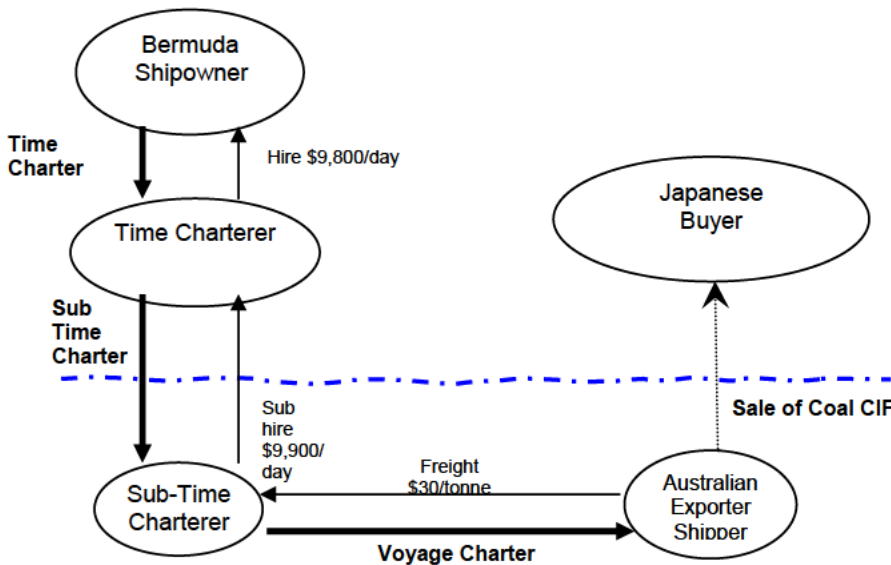 Bermuda
Shipowner
Time
Charter
Hire $9,800/day
Japanese
Buyer
Time Charterer
Sub
Time
Charter
Sale of Coal CIF
Sub
hire
$9,900/
day
Freight
$30/tonne
Sub-Time
Charterer
Australian
Exporter
Shipper
Voyage Charter